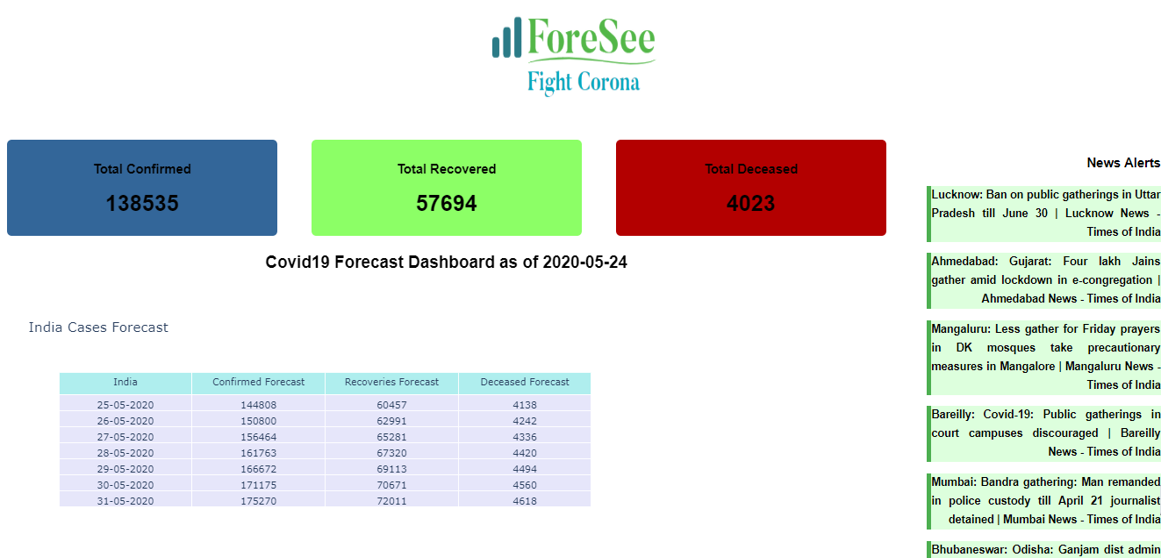 ForeSee
Fight Corona
Total Confirmed
138535
Total Recovered
57694
Total Deceased
4023
Covid19 Forecast Dashboard as of 2020-05-24
India Cases Forecast
India Confirmed Forecast Recoveries Forecast Deceased Forecast
25-05-2020 144808 60457 4138
26-05-2020 150800 62991 4242
27-05-2020 156464 65281 4336
28-05-2020 161763 67320 4420
29-05-2020 166672 69113 4494
30-05-2020 171175 70671 4560
31-05-2020 175270 72011 4618
News Alerts
Lucknow: Ban on public gatherings in Uttar
Pradesh till June 30 | Lucknow News -
Times of India
Ahmedabad: Gujarat: Four lakh Jains
gather amid lockdown in e-congregation |
Ahmedabad News - Times of India
Mangaluru: Less gather for Friday prayers
in DK mosques take precautionary
measures in Mangalore | Mangaluru News -
Times of India
Bareilly: Covid-19: Public gatherings in
court campuses discouraged | Bareilly
News - Times of India
Mumbai: Bandra gathering: Man remanded
in police custody till April 21 journalist
detained | Mumbai News - Times of India
Bhubaneswar: Odisha: Ganjam dist admin